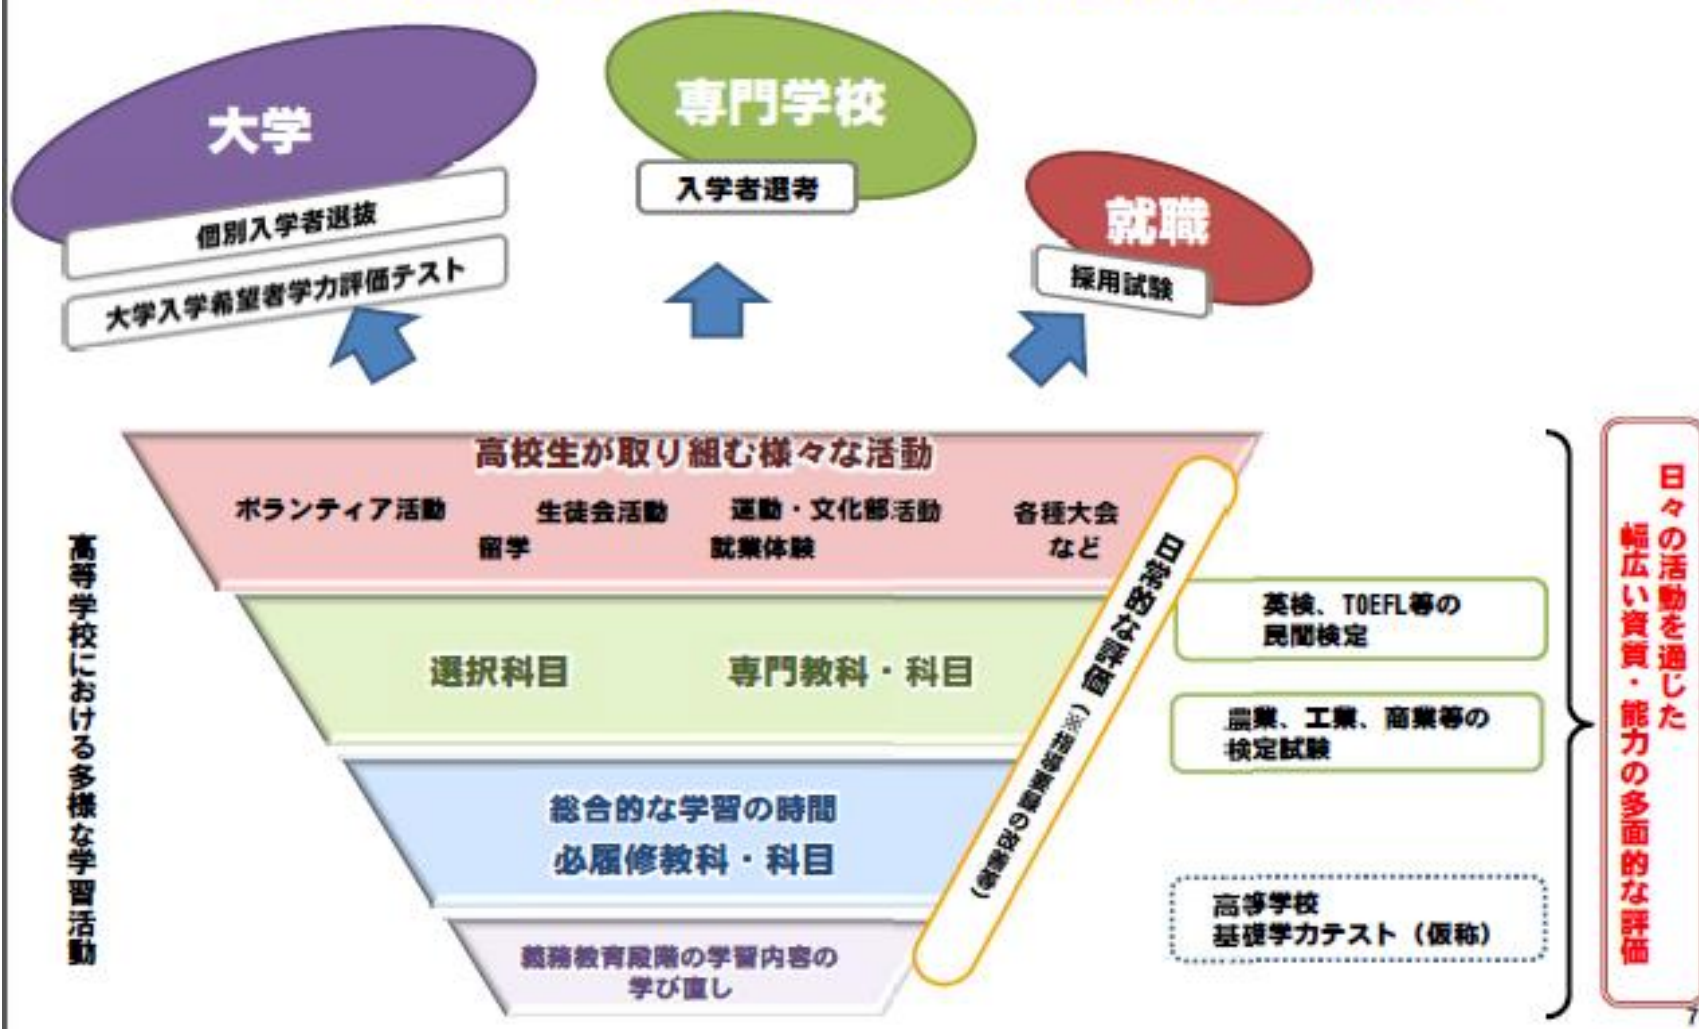 大学
個別入学者選抜
大学入学希望者学力評価テスト
専門学校
入学者選考
就職
採用試験
高等学校における多様な学習活動
高校生が取り組む様々な活動
ボランティア活動 生徒会活動 運動・文化部活動 各種大会
留学 就業体験 など
選択科目 専門教科・科目
総合的な学習の時間
必履修教科・科目
義務教育段階の学習内容の
学び直し
日常的な評価(※指導要録の改善等)
英検、TOEFL等の
民間検定
農業、工業、商業等の
検定試験
高等学校
基礎学力テスト(仮称)
日々の活動を通じた
幅広い資質・能力の多面的な評価
7